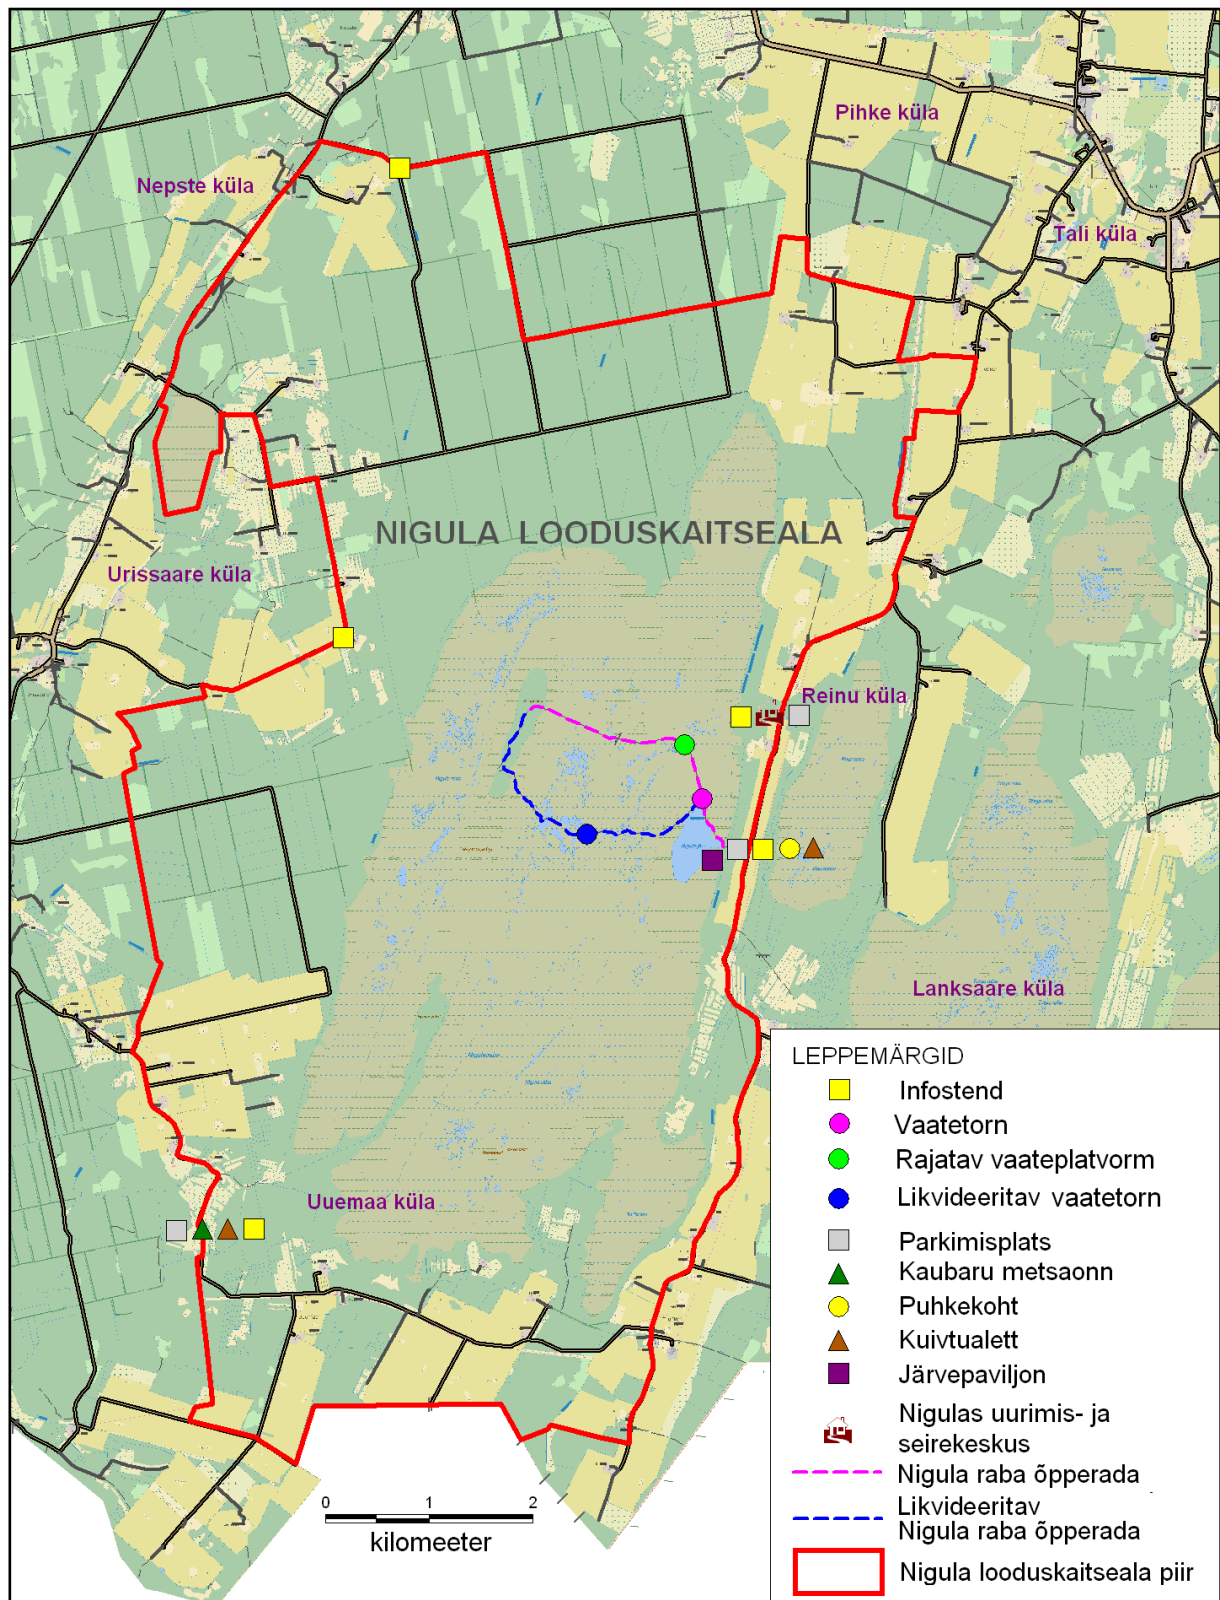 Pihke küla
Nepste küla
Tali küla
NIGULA LOODUSKAITSEALA
Urissaare küla
Reinu küla
Lanksaare küla
Uuemaa küla
LEPPEMÄRGID
Infostend
Vaatetorn
Rajatav vaateplatvorm
Likvideeritav vaatetorn
Parkimisplats
Kaubaru metsaonn
Puhkekoht
Kuivtualett
Järvepaviljon
Nigulas uurimis- ja
seirekeskus
Nigula raba õpperada
Likvideeritav
Nigula raba õpperada
Nigula looduskaitseala piir
0 1 2
kilomeeter